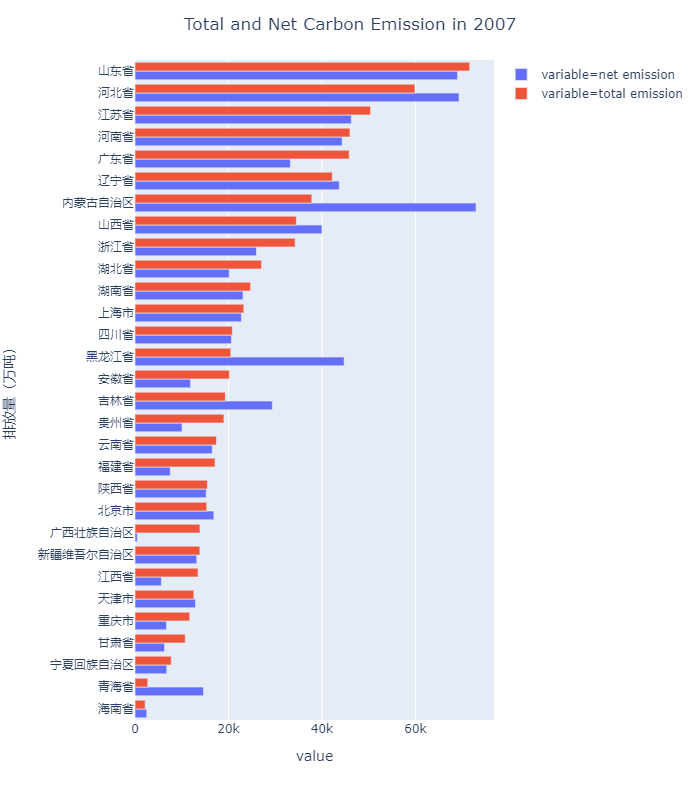 Total and Net Carbon Emission in 2007
variable=net emission
variable=total emission
排放量 (万吨)
山东省
河北省
江苏省
河南省
广东省
辽宁省
内蒙古自治区
山西省
浙江省
湖北省
湖南省
上海市
四川省
黑龙江省
安徽省
吉林省
贵州省
云南省
福建省
陕西省
北京市
广西壮族自治区
新疆维吾尔自治区
江西省
天津市
重庆市
甘肃省
宁夏回族自治区
青海省
海南省
0 20k 40k 60k
value